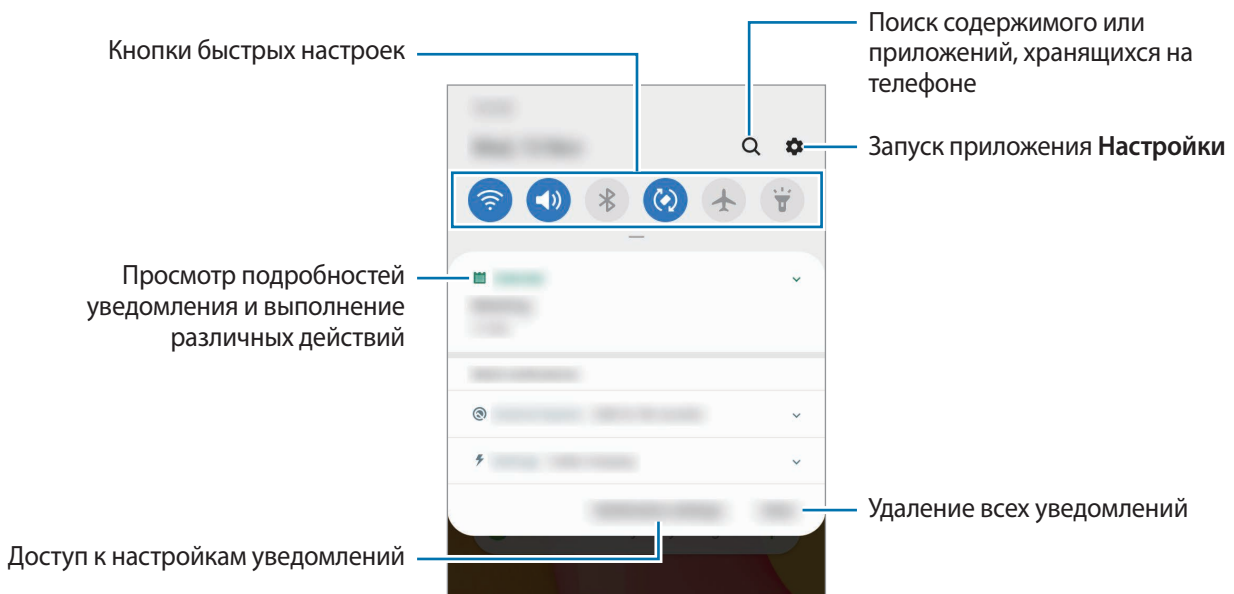 Кнопки быстрых настроек
Поиск содержимого или
приложений, хранящихся на
телефоне
Запуск приложения Настройки
Просмотр подробностей
уведомления и выполнение
различных действий
Удаление всех уведомлений
Доступ к настройкам уведомлений